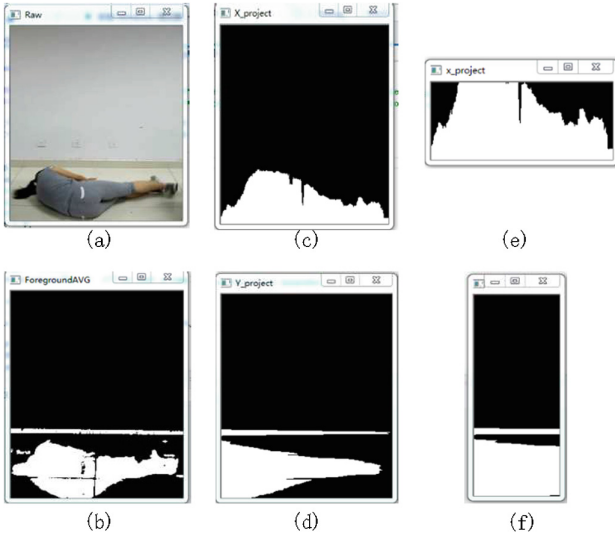 Raw
X_project
x_project
(a)
(c)
(e)
ForegroundAVG
Y_project
(b)
(d)
(f)